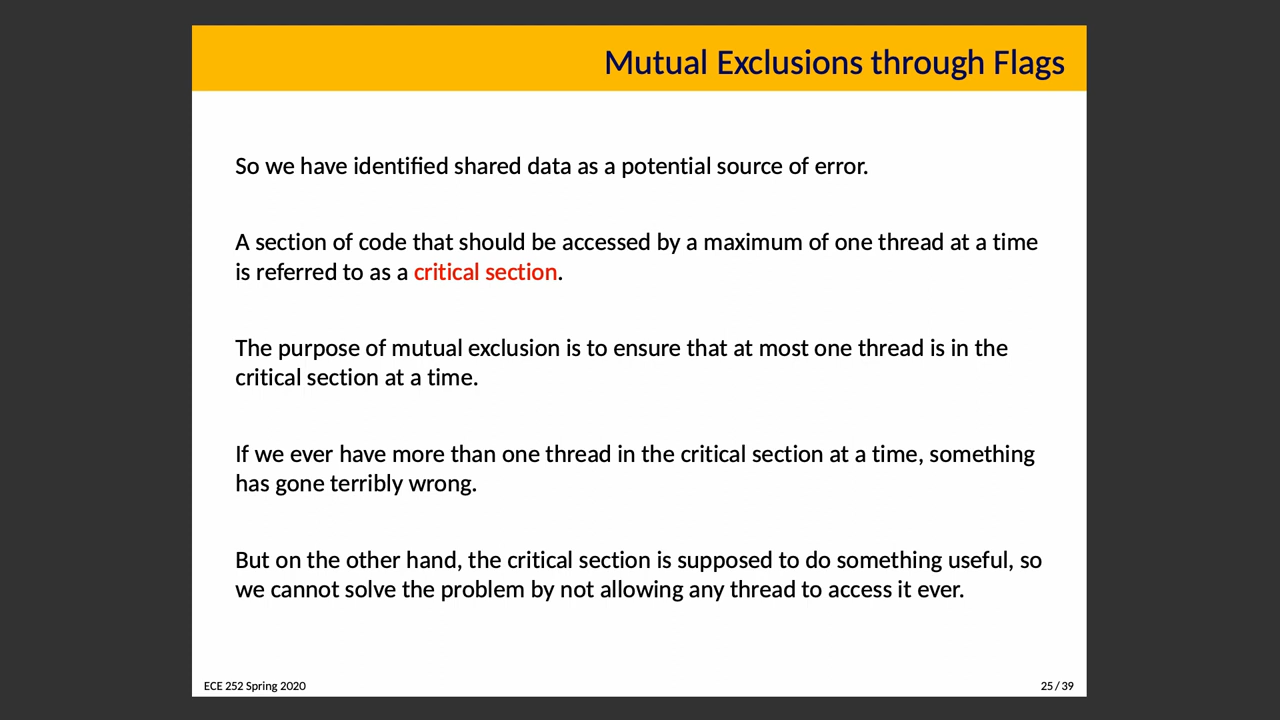 Mutual Exclusions through Flags
So we have identified shared data as a potential source of error.
A section of code that should be accessed by a maximum of one thread at a time
is referred to as a critical section.
The purpose of mutual exclusion is to ensure that at most one thread is in the
critical section at a time.
If we ever have more than one thread in the critical section at a time, something
has gone terribly wrong.
But on the other hand, the critical section is supposed to do something useful, so
we cannot solve the problem by not allowing any thread to access it ever.
ECE 252 Spring 2020
25 / 39